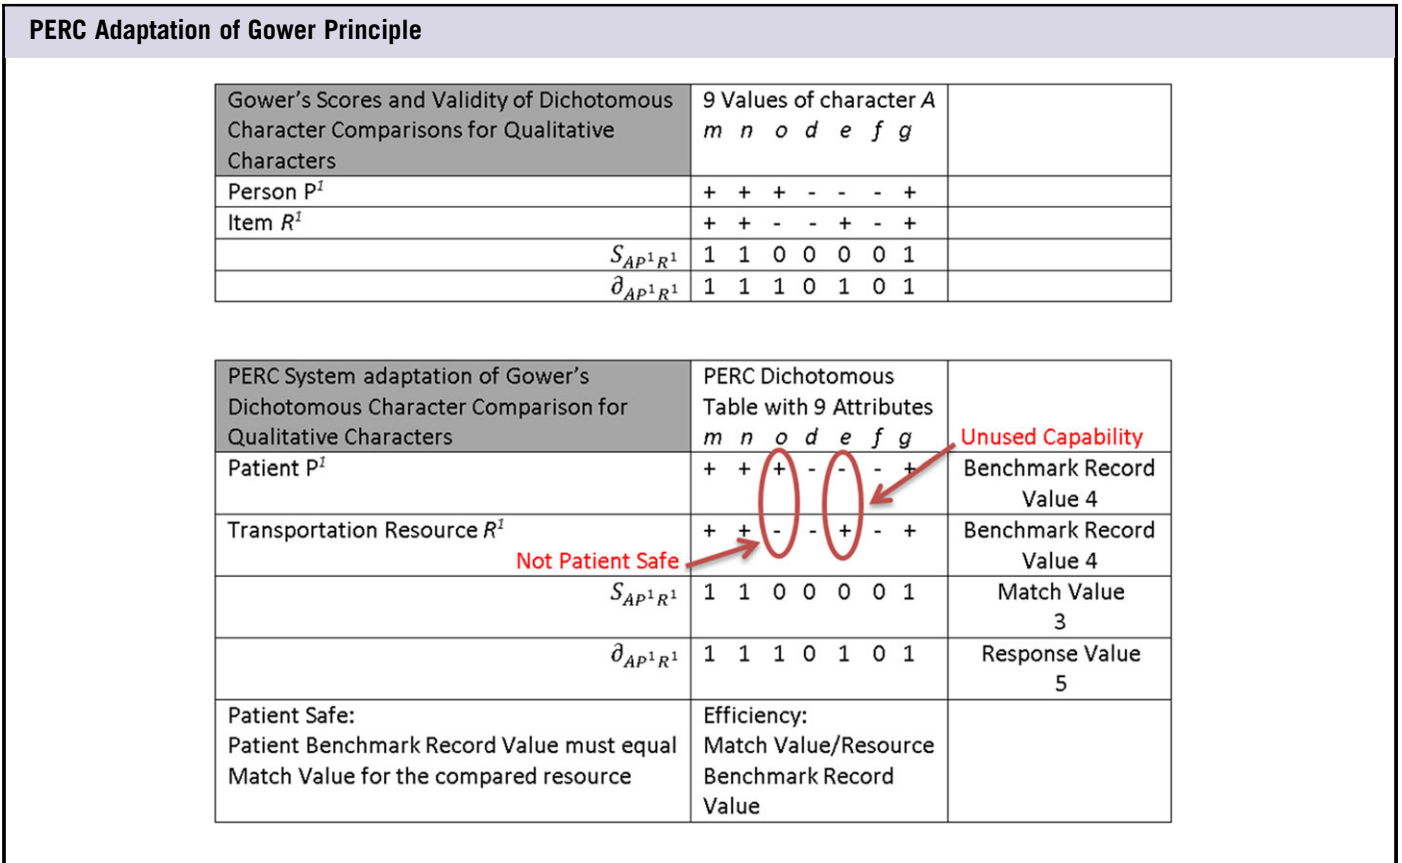 PERC Adaptation of Gower Principle
Gower's Scores and Validity of Dichotomous
Character Comparisons for Qualitative
Characters
9 Values of character A
m n o d e f g
Person P¹
+ + + - - - +
Item R¹
+ + - - + - +
S_AP¹R¹
1 1 0 0 0 0 1
∂_AP¹R¹
1 1 1 0 1 0 1
PERC System adaptation of Gower's
Dichotomous Character Comparison for
Qualitative Characters
PERC Dichotomous
Table with 9 Attributes
m n o d e f g
Unused Capability
Patient P¹
+ + + - - - +
Benchmark Record
Value 4
Transportation Resource R¹
+ + - - + - +
Benchmark Record
Value 4
Not Patient Safe
S_AP¹R¹
1 1 0 0 0 0 1
Match Value
3
∂_AP¹R¹
1 1 1 0 1 0 1
Response Value
5
Patient Safe:
Patient Benchmark Record Value must equal
Match Value for the compared resource
Efficiency:
Match Value/Resource
Benchmark Record
Value